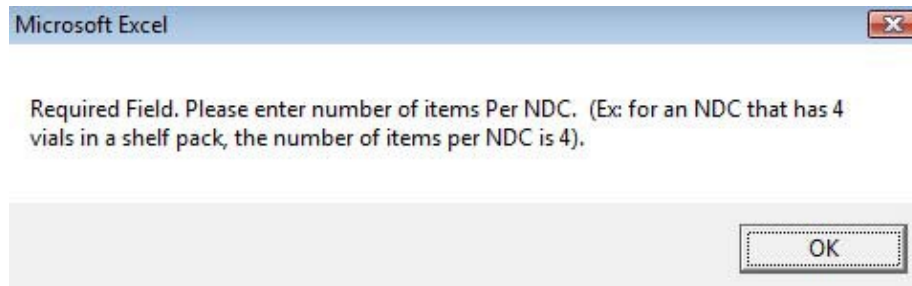 Microsoft Excel
Required Field. Please enter number of items Per NDC.  (Ex: for an NDC that has 4
vials in a shelf pack, the number of items per NDC is 4).
OK